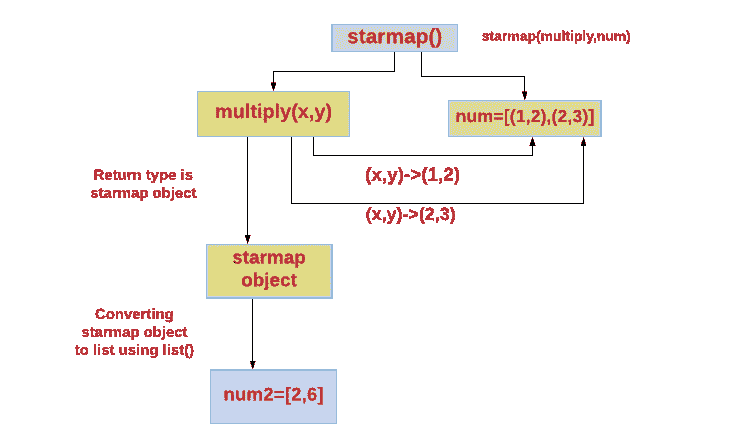 starmap()
starmap(multiply,num)
multiply(x,y)
num=[(1,2),(2,3)]
(x,y)->(1,2)
Return type is
starmap object
(x,y)->(2,3)
starmap
object
Converting
starmap object
to list using list()
num2=[2,6]